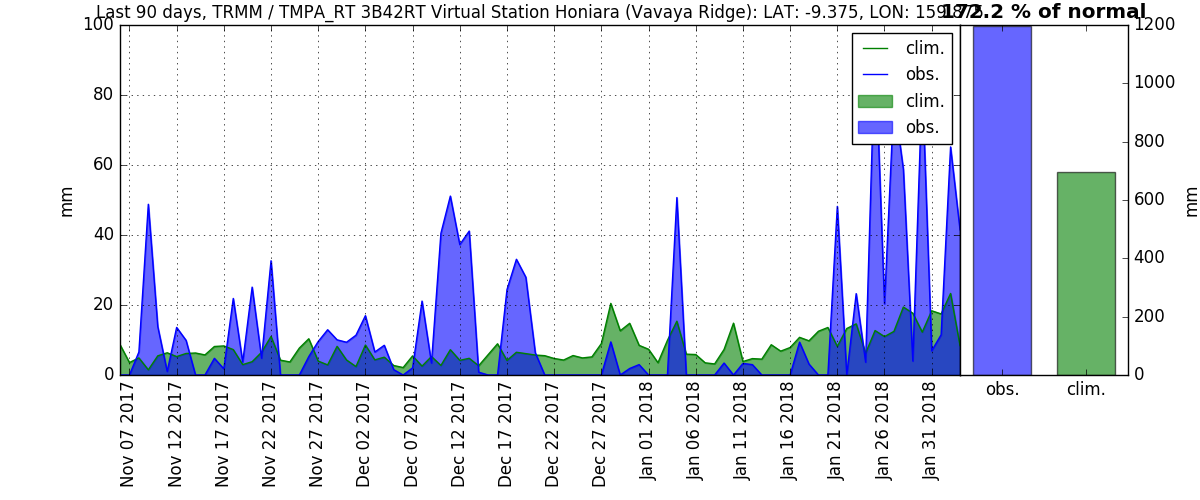 Last 90 days, TRMM / TMPA_RT 3B42RT Virtual Station Honiara (Vavaya Ridge): LAT: -9.375, LON:
172.2 % of normal
100
80
60
40
20
0
mm
clim.
obs.
clim.
obs.
1200
1000
800
600
400
200
0
mm
obs.
clim.
Nov 07 2017
Nov 12 2017
Nov 17 2017
Nov 22 2017
Nov 27 2017
Dec 02 2017
Dec 07 2017
Dec 12 2017
Dec 17 2017
Dec 22 2017
Dec 27 2017
Jan 01 2018
Jan 06 2018
Jan 11 2018
Jan 16 2018
Jan 21 2018
Jan 26 2018
Jan 31 2018